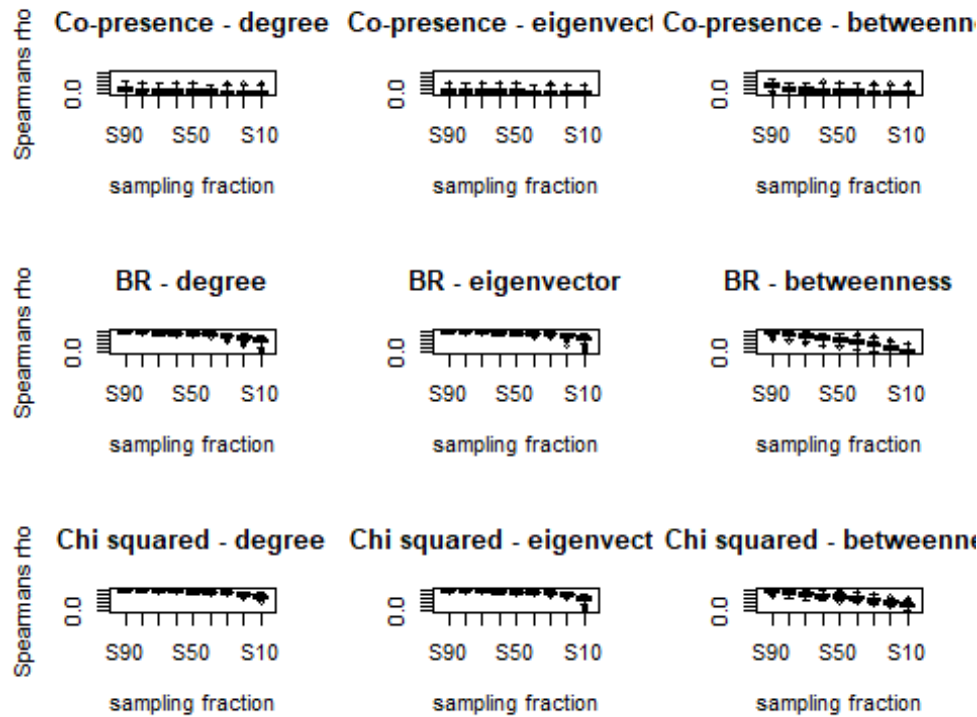 Co-presence - degree
Co-presence - eigenvect
Co-presence - betweenn
Spearmans rho
0.0
0.0
0.0
S90 S50 S10
S90 S50 S10
S90 S50 S10
sampling fraction
sampling fraction
sampling fraction
BR - degree
BR - eigenvector
BR - betweenness
Spearmans rho
0.0
0.0
0.0
S90 S50 S10
S90 S50 S10
S90 S50 S10
sampling fraction
sampling fraction
sampling fraction
Chi squared - degree
Chi squared - eigenvect
Chi squared - betweenne
Spearmans rho
0.0
0.0
0.0
S90 S50 S10
S90 S50 S10
S90 S50 S10
sampling fraction
sampling fraction
sampling fraction